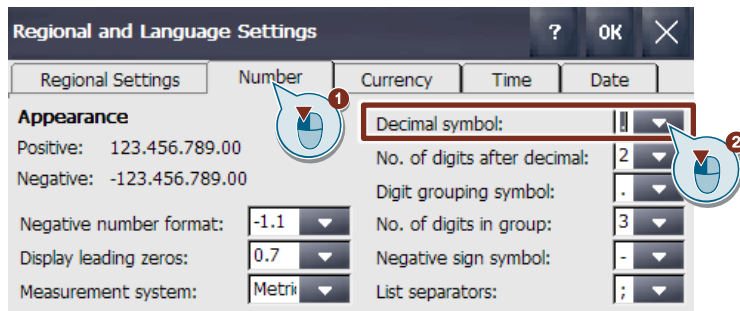 Regional and Language Settings ? OK ×
Regional Settings Number Currency Time Date
1
Appearance
Positive: 123.456.789.00
Negative: -123.456.789.00
Negative number format: -1.1
Display leading zeros: 0.7
Measurement system: Metri
Decimal symbol: .
2
No. of digits after decimal: 2
Digit grouping symbol: .
No. of digits in group: 3
Negative sign symbol: -
List separators: ;